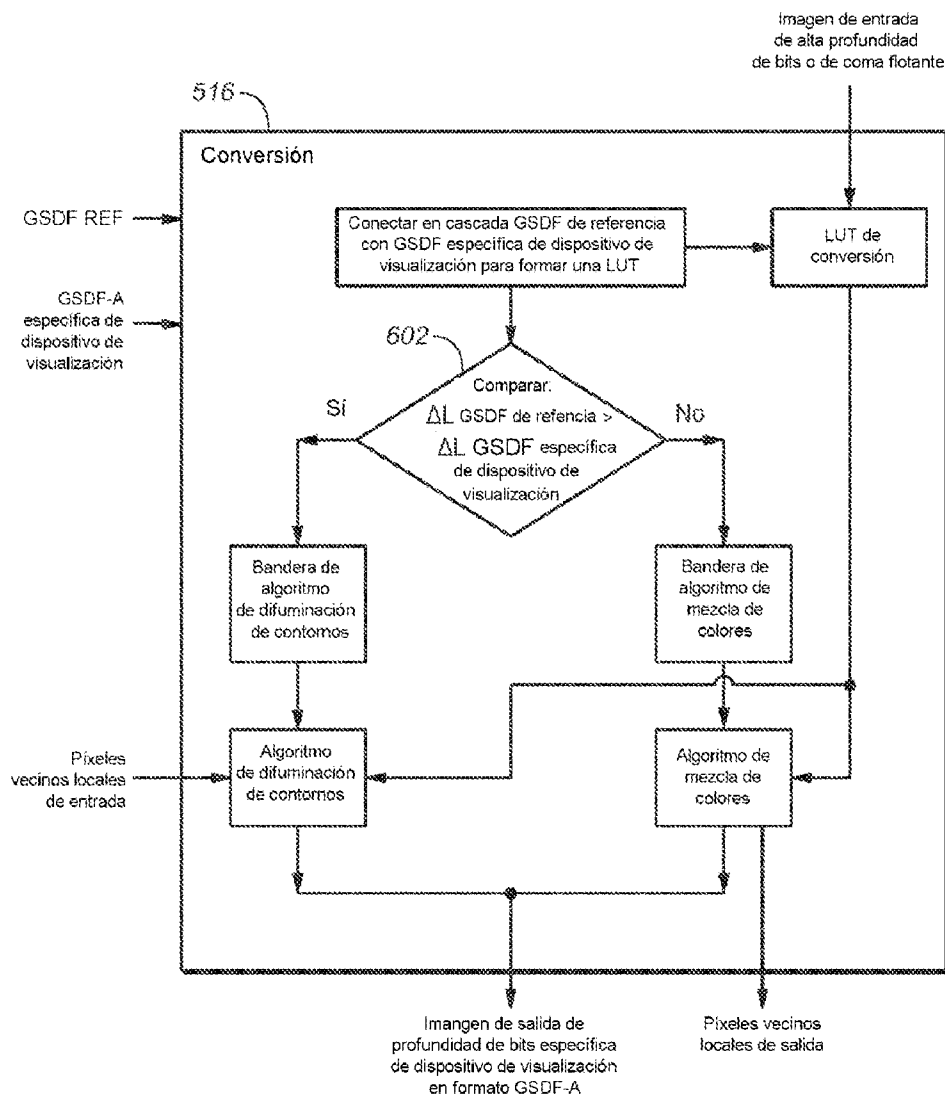 Imagen de entrada
de alta profundidad
de bits o de coma flotante
516
Conversión
GSDF REF
GSDF-A
específica de
dispositivo de
visualización
Conectar en cascada GSDF de referencia
con GSDF específica de dispositivo de
visualización para formar una LUT
LUT de
conversión
602
Comparar:
ΔL GSDF de refencia >
ΔL GSDF específica
de dispositivo de
visualización
Sí
No
Bandera de
algoritmo
de difuminación
de contornos
Bandera de
algoritmo de
mezcla de
colores
Píxeles
vecinos locales
de entrada
Algoritmo
de difuminación
de contornos
Algoritmo de
mezcla de
colores
Imangen de salida de
profundidad de bits específica
de dispositivo de visualización
en formato GSDF-A
Píxeles vecinos
locales de salida